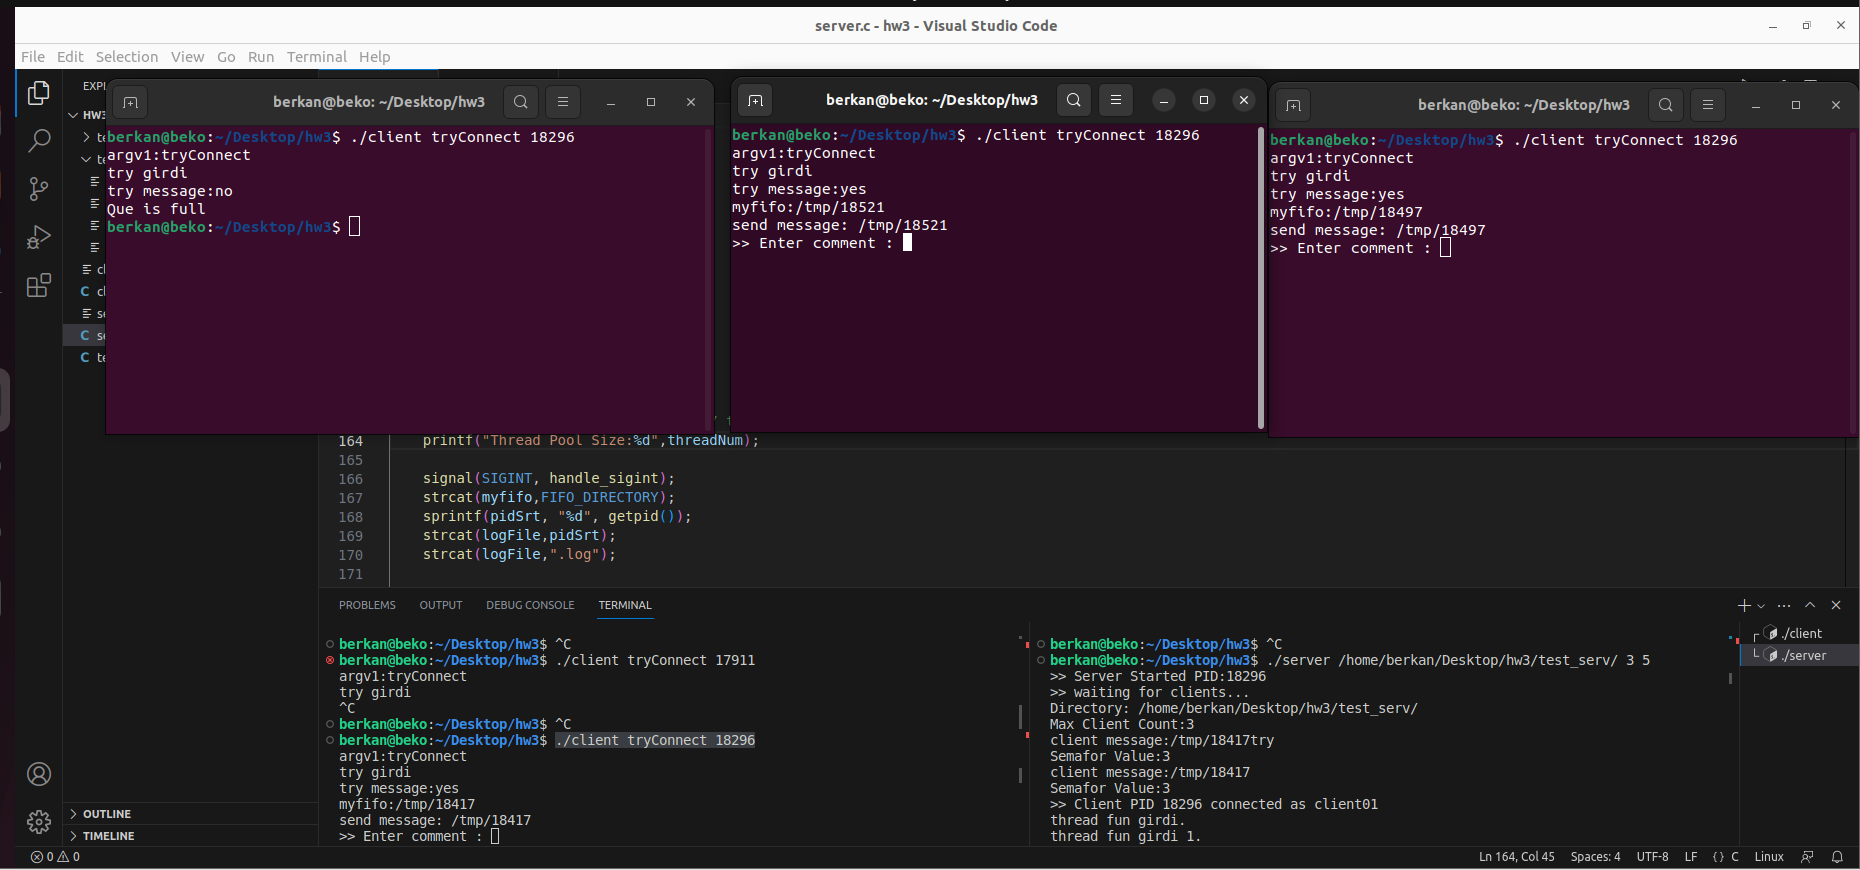 server.c - hw3 - Visual Studio Code
File Edit Selection View Go Run Terminal Help
HW3
berkan@beko: ~/Desktop/hw3
berkan@beko:~/Desktop/hw3$ ./client tryConnect 18296
argv1:tryConnect
try girdi
try message:no
Que is full
berkan@beko:~/Desktop/hw3$
berkan@beko: ~/Desktop/hw3
berkan@beko:~/Desktop/hw3$ ./client tryConnect 18296
argv1:tryConnect
try girdi
try message:yes
myfifo:/tmp/18521
send message: /tmp/18521
>> Enter comment :
berkan@beko: ~/Desktop/hw3
berkan@beko:~/Desktop/hw3$ ./client tryConnect 18296
argv1:tryConnect
try girdi
try message:yes
myfifo:/tmp/18497
send message: /tmp/18497
>> Enter comment :
164 printf("Thread Pool Size:%d",threadNum);
165
166 signal(SIGINT, handle_sigint);
167 strcat(myfifo,FIFO_DIRECTORY);
168 sprintf(pidSrt, "%d", getpid());
169 strcat(logFile,pidSrt);
170 strcat(logFile,".log");
171
PROBLEMS OUTPUT DEBUG CONSOLE TERMINAL
berkan@beko:~/Desktop/hw3$ ^C
berkan@beko:~/Desktop/hw3$ ./client tryConnect 17911
argv1:tryConnect
try girdi
^C
berkan@beko:~/Desktop/hw3$ ^C
berkan@beko:~/Desktop/hw3$ ./client tryConnect 18296
argv1:tryConnect
try girdi
try message:yes
myfifo:/tmp/18417
send message: /tmp/18417
>> Enter comment :
berkan@beko:~/Desktop/hw3$ ^C
berkan@beko:~/Desktop/hw3$ ./server /home/berkan/Desktop/hw3/test_serv/ 3 5
>> Server Started PID:18296
>> waiting for clients...
Directory: /home/berkan/Desktop/hw3/test_serv/
Max Client Count:3
client message:/tmp/18417try
Semafor Value:3
client message:/tmp/18417
Semafor Value:3
>> Client PID 18296 connected as client01
thread fun girdi.
thread fun girdi 1.
./client
./server
OUTLINE
TIMELINE
0 0
Ln 164, Col 45 Spaces: 4 UTF-8 LF {} C Linux